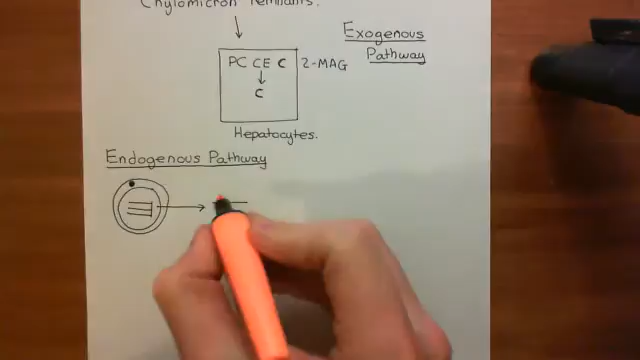 Chylomicron remnants.
Exogenous
Pathway
PC CE C 2-MAG
C
Hepatocytes.
Endogenous Pathway